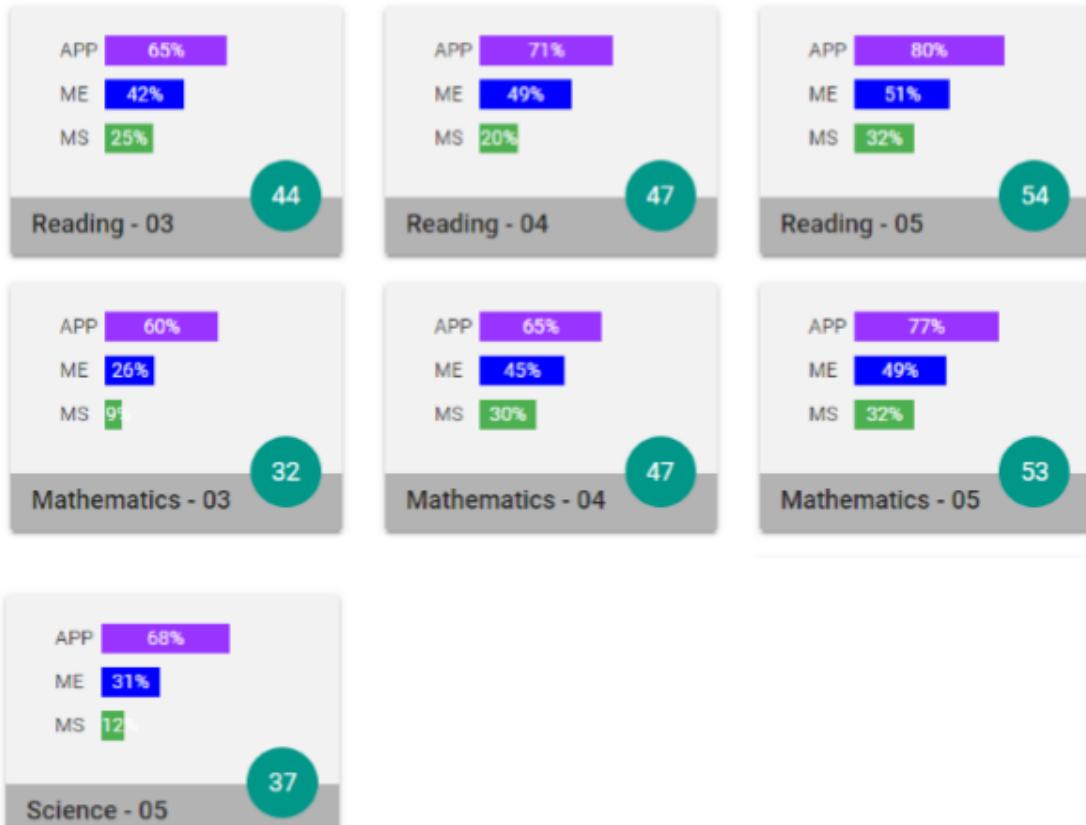 APP 65%
ME 42%
MS 25%
44
Reading - 03
APP 71%
ME 49%
MS 20%
47
Reading - 04
APP 80%
ME 51%
MS 32%
54
Reading - 05
APP 60%
ME 26%
MS 9%
32
Mathematics - 03
APP 65%
ME 45%
MS 30%
47
Mathematics - 04
APP 77%
ME 49%
MS 32%
53
Mathematics - 05
APP 68%
ME 31%
MS 12%
37
Science - 05